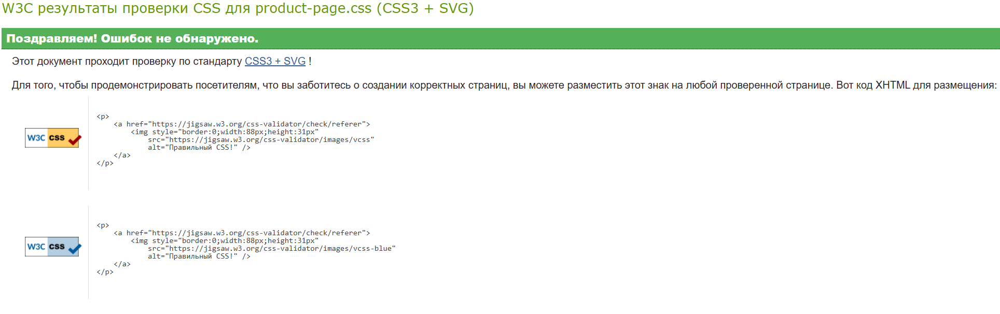 W3C результаты проверки CSS для product-page.css (CSS3 + SVG)
Поздравляем! Ошибок не обнаружено.
Этот документ проходит проверку по стандарту CSS3 + SVG !
Для того, чтобы продемонстрировать посетителям, что вы заботитесь о создании корректных страниц, вы можете разместить этот знак на любой проверенной странице. Вот код XHTML для размещения:
W3C css
<p>
    <a href="https://jigsaw.w3.org/css-validator/check/referer">
        <img style="border:0;width:88px;height:31px"
            src="https://jigsaw.w3.org/css-validator/images/vcss"
            alt="Правильный CSS!" />
    </a>
</p>
W3C css
<p>
    <a href="https://jigsaw.w3.org/css-validator/check/referer">
        <img style="border:0;width:88px;height:31px"
            src="https://jigsaw.w3.org/css-validator/images/vcss-blue"
            alt="Правильный CSS!" />
    </a>
</p>